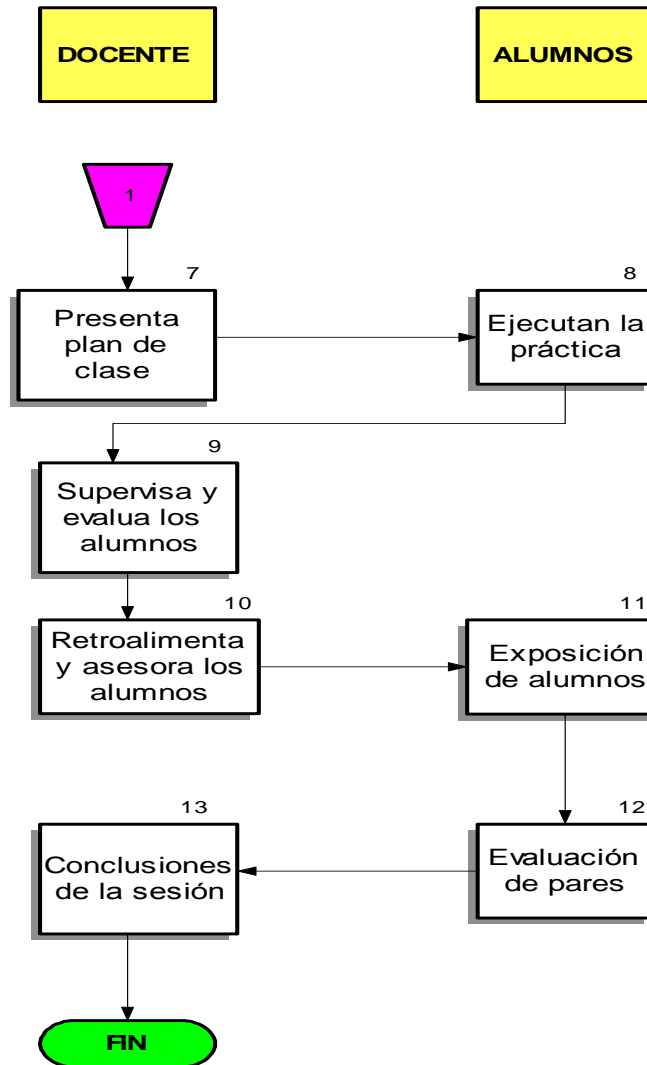 DOCENTE
ALUMNOS
1
7
Presenta
plan de
clase
8
Ejecutan la
práctica
9
Supervisa y
evalua los
alumnos
10
Retroalimenta
y asesora los
alumnos
11
Exposición
de alumnos
12
Evaluación
de pares
13
Conclusiones
de la sesión
FIN